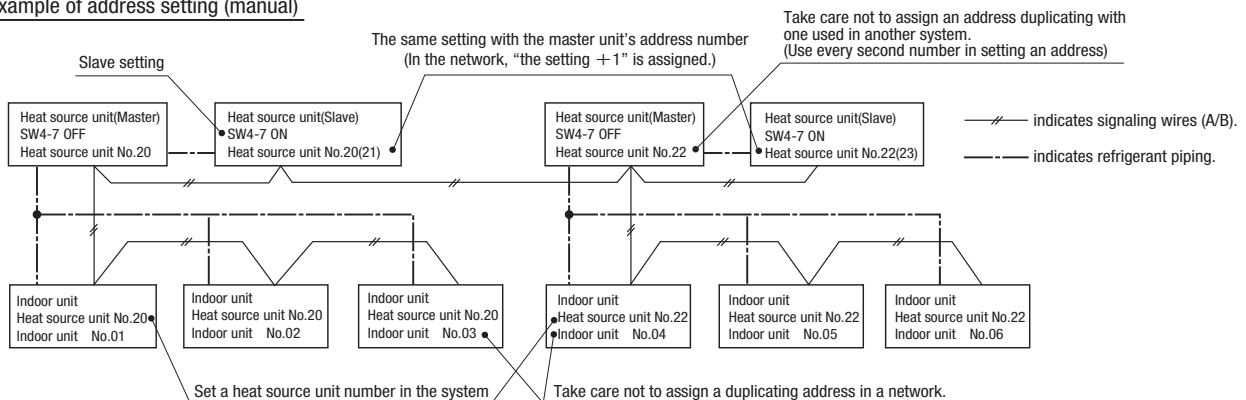 Example of address setting (manual)
Take care not to assign an address duplicating with
one used in another system.
(Use every second number in setting an address)
The same setting with the master unit's address number
(In the network, “the setting +1” is assigned.)
Slave setting
Heat source unit(Master)
SW4-7 OFF
Heat source unit No.20
Heat source unit(Slave)
SW4-7 ON
Heat source unit No.20(21)
Heat source unit(Master)
SW4-7 OFF
Heat source unit No.22
Heat source unit(Slave)
SW4-7 ON
Heat source unit No.22(23)
indicates signaling wires (A/B).
indicates refrigerant piping.
Indoor unit
Heat source unit No.20
Indoor unit No.01
Indoor unit
Heat source unit No.20
Indoor unit No.02
Indoor unit
Heat source unit No.20
Indoor unit No.03
Indoor unit
Heat source unit No.22
Indoor unit No.04
Indoor unit
Heat source unit No.22
Indoor unit No.05
Indoor unit
Heat source unit No.22
Indoor unit No.06
Set a heat source unit number in the system
Take care not to assign a duplicating address in a network.